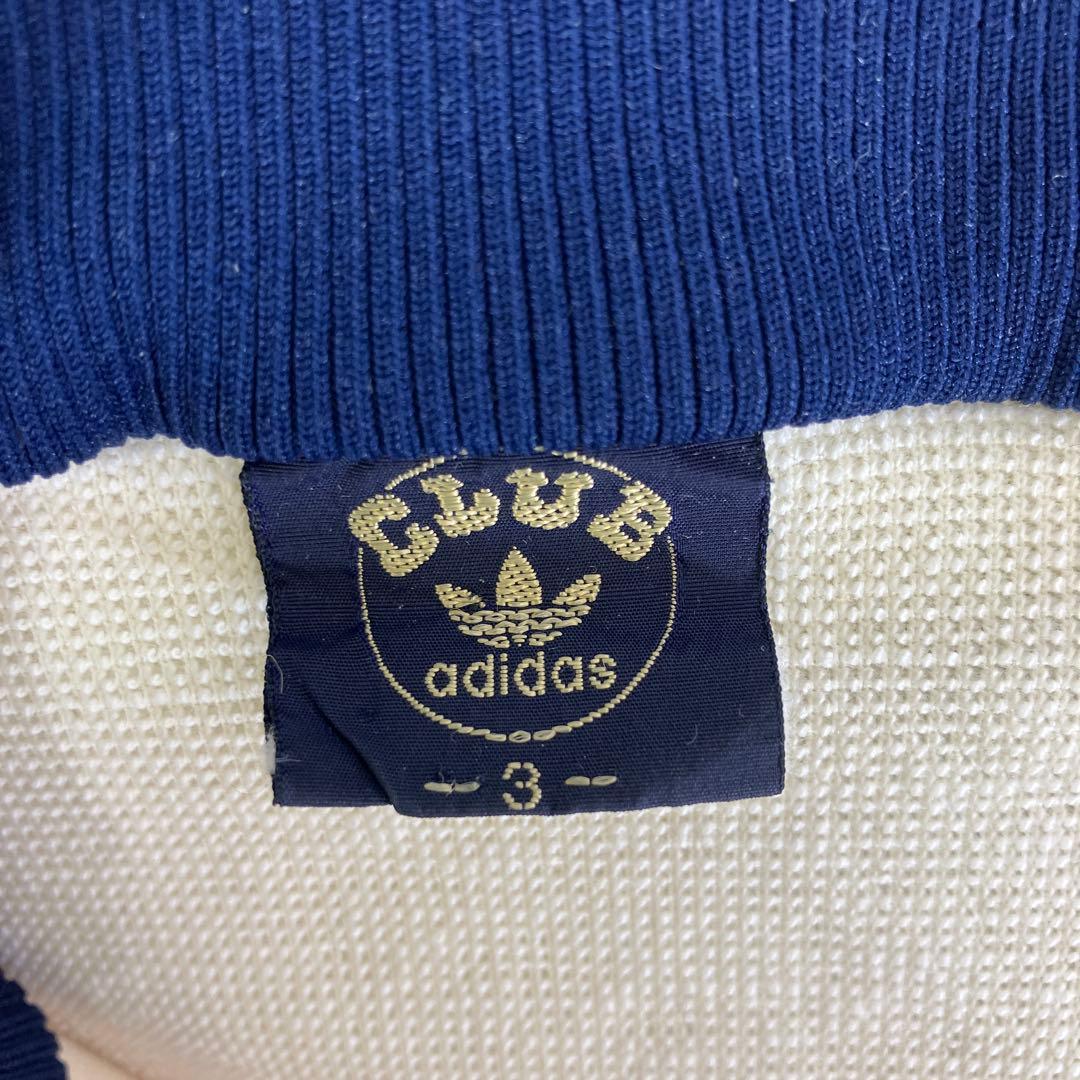 CLUB
adidas
- 3 -